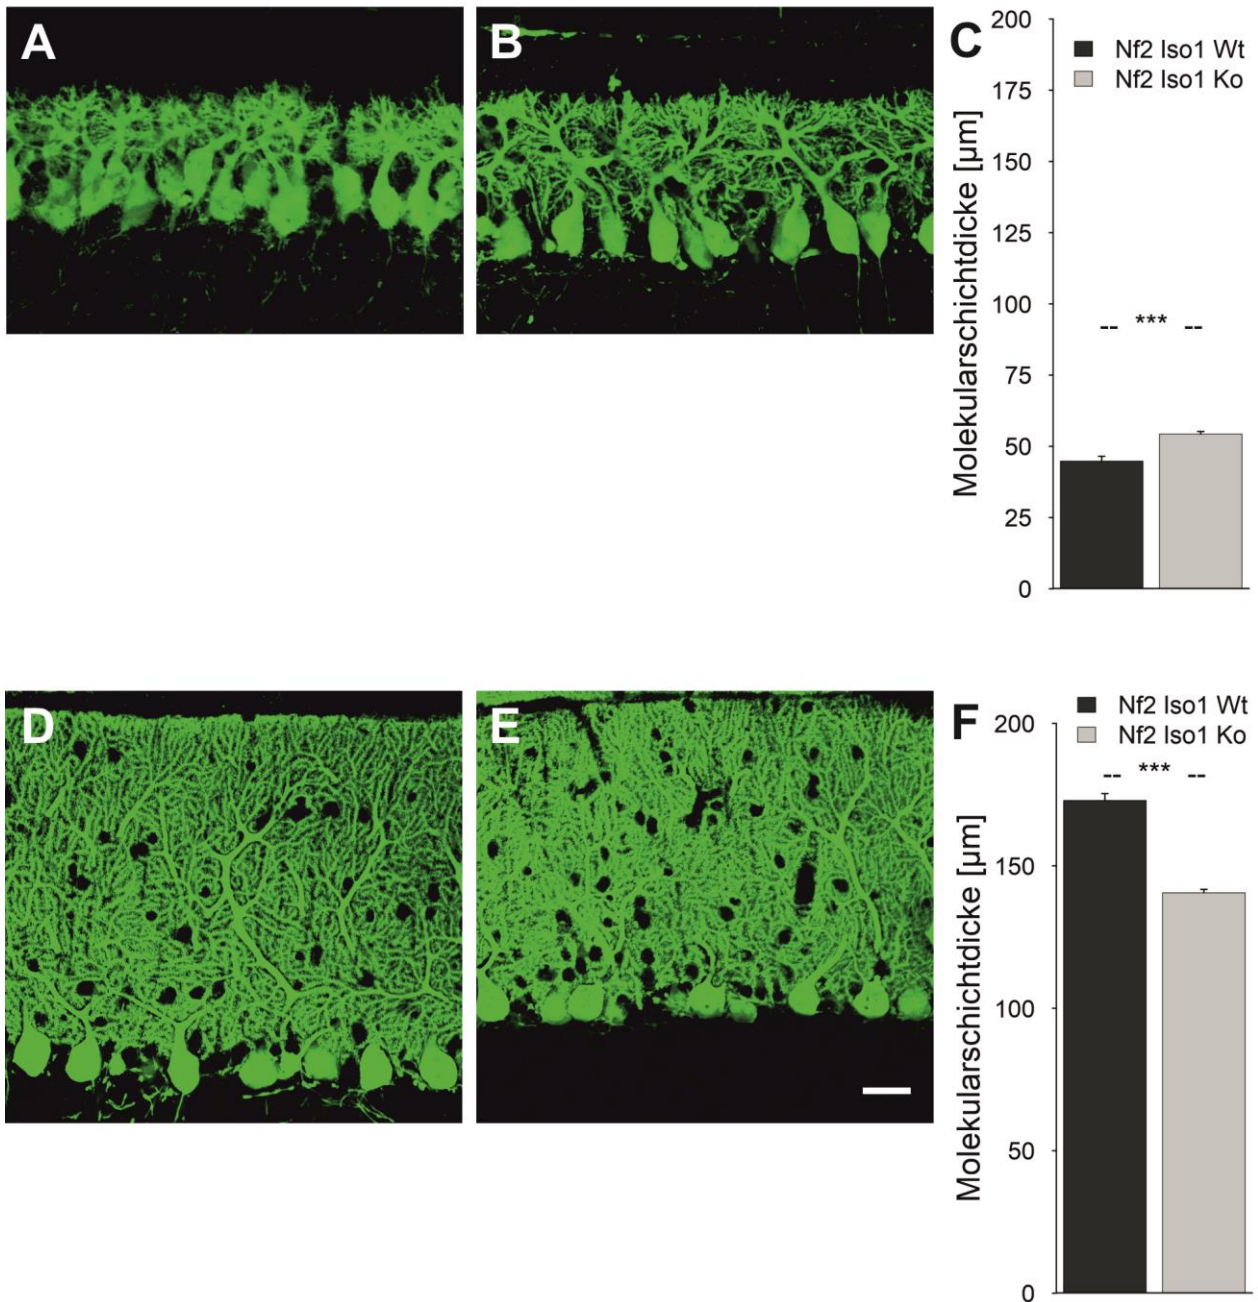 A
B
C
Nf2 Iso1 Wt
Nf2 Iso1 Ko
Molekularschichtdicke [µm]
200
175
150
125
100
75
50
25
0
-- *** --
D
E
F
Nf2 Iso1 Wt
Nf2 Iso1 Ko
Molekularschichtdicke [µm]
200
150
100
50
0
-- *** --